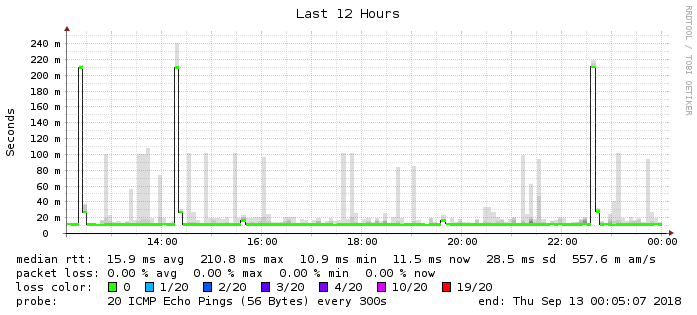 Last 12 Hours
RRDTOOL / TOBI OETIKER
Seconds
240 m
220 m
200 m
180 m
160 m
140 m
120 m
100 m
80 m
60 m
40 m
20 m
0
14:00 16:00 18:00 20:00 22:00 00:00
median rtt: 15.9 ms avg 210.8 ms max 10.9 ms min 11.5 ms now 28.5 ms sd 557.6 m am/s
packet loss: 0.00 % avg 0.00 % max 0.00 % min 0.00 % now
loss color: 0 1/20 2/20 3/20 4/20 10/20 19/20
probe: 20 ICMP Echo Pings (56 Bytes) every 300s end: Thu Sep 13 00:05:07 2018